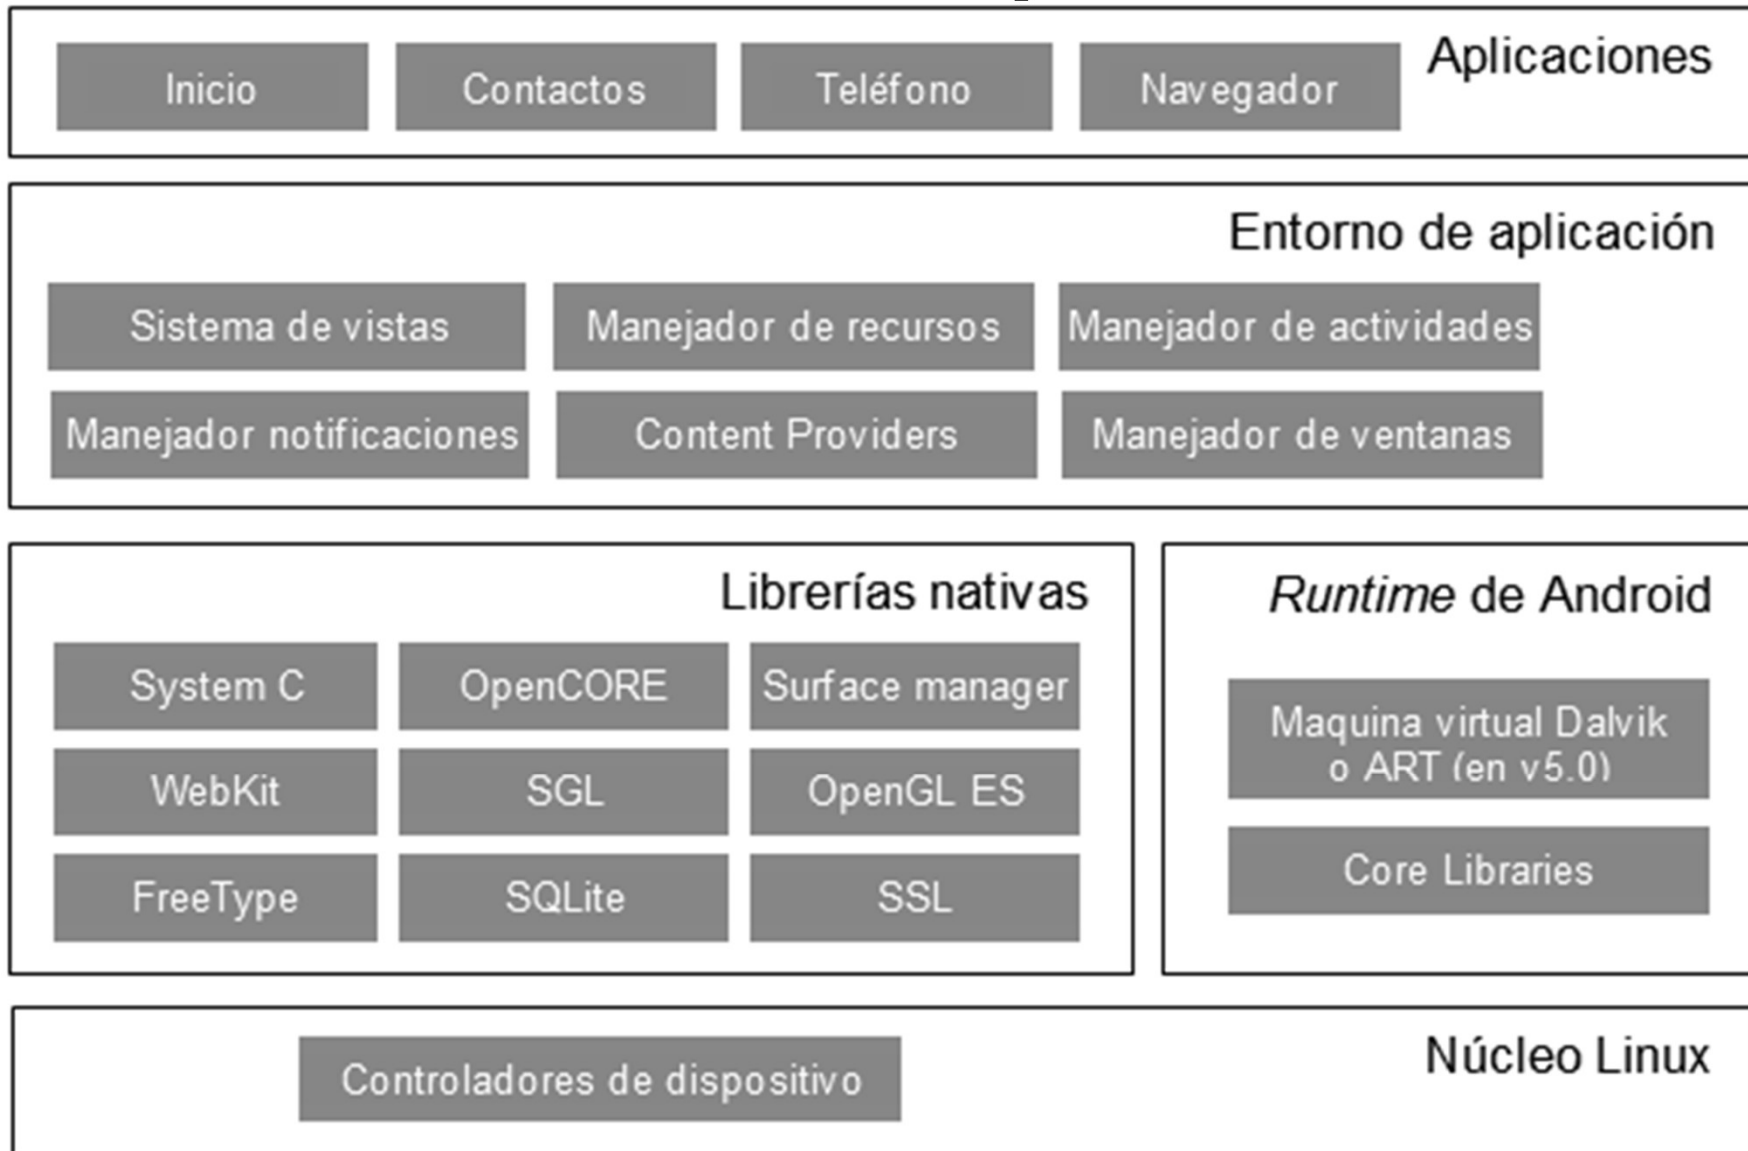 Aplicaciones
Inicio
Contactos
Teléfono
Navegador
Entorno de aplicación
Sistema de vistas
Manejador de recursos
Manejador de actividades
Manejador notificaciones
Content Providers
Manejador de ventanas
Librerías nativas
System C
OpenCORE
Surface manager
WebKit
SGL
OpenGL ES
FreeType
SQLite
SSL
Runtime de Android
Maquina virtual Dalvik
o ART (en v5.0)
Core Libraries
Núcleo Linux
Controladores de dispositivo